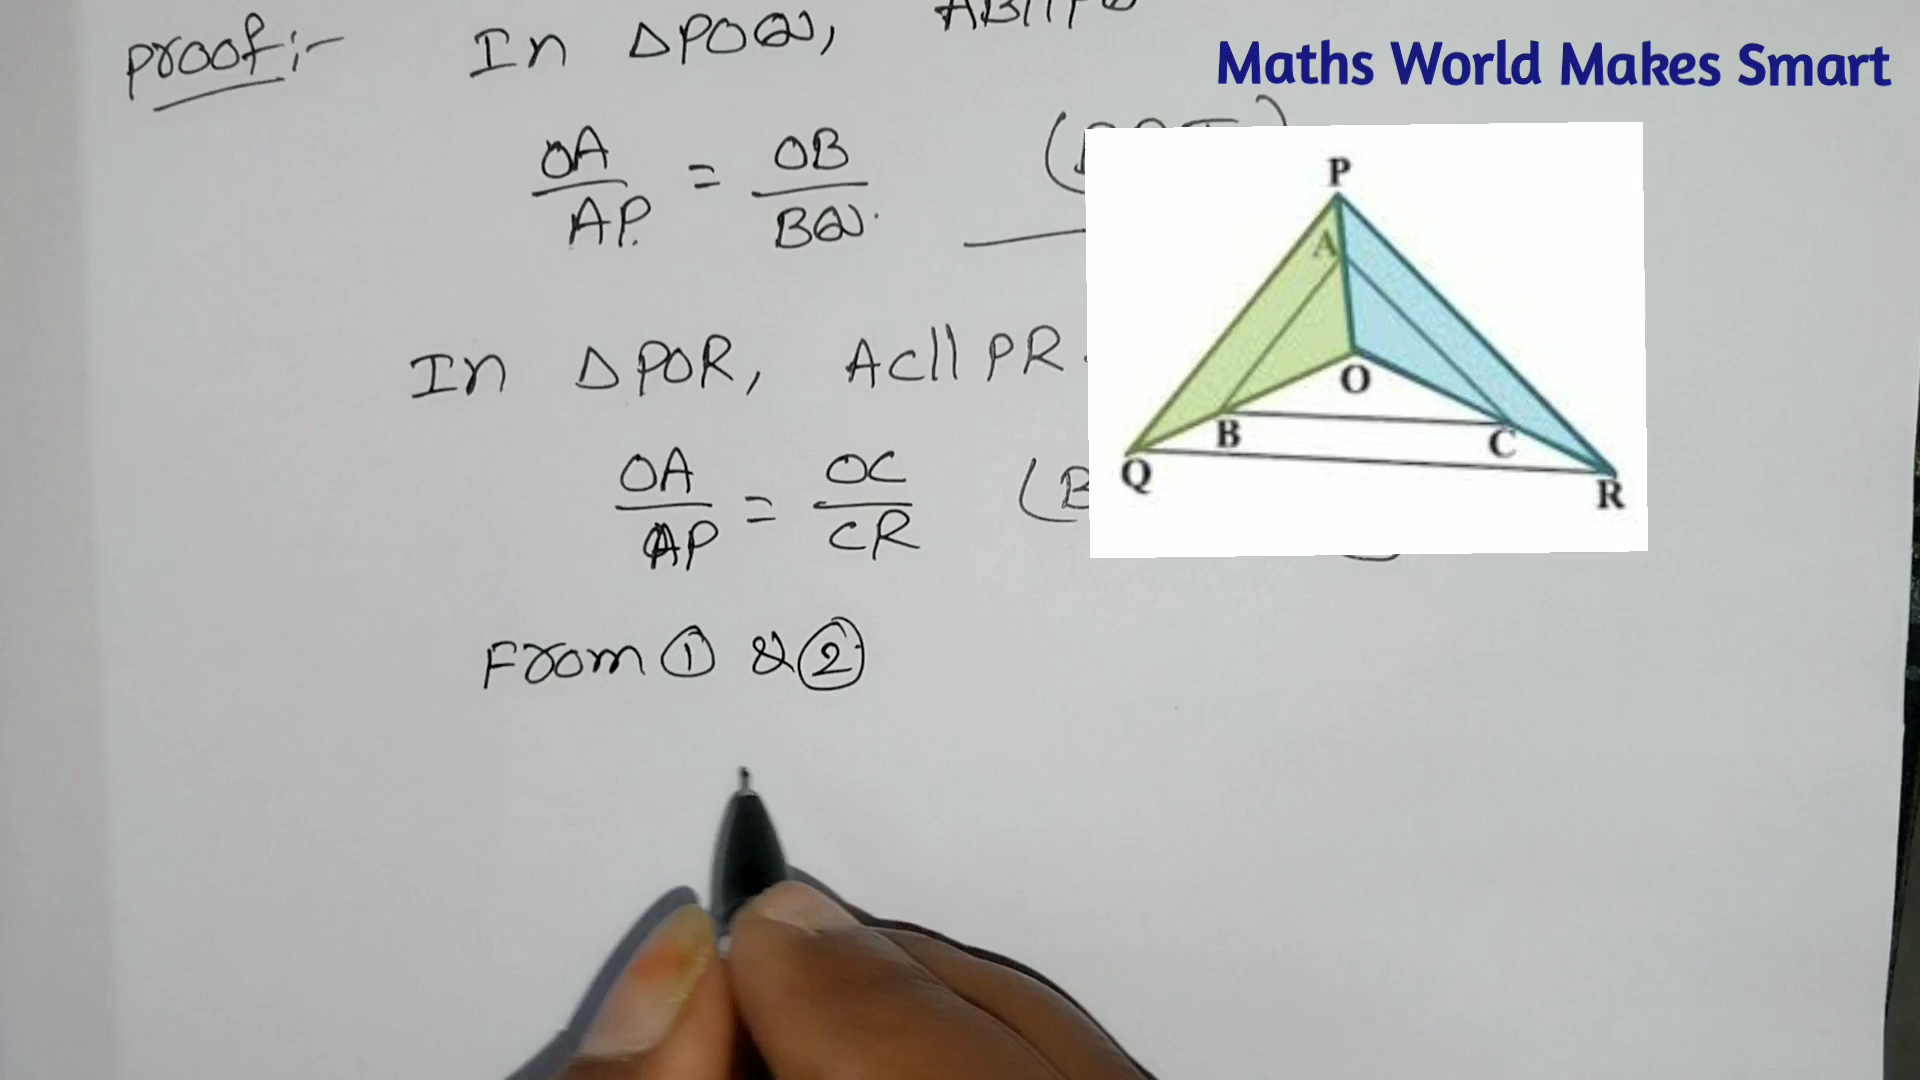 Proof:- In ΔPOQ, AB||PQ
Maths World Makes Smart
OA/AP = OB/BQ.
In ΔPOR, AC||PR.
OA/AP = OC/CR (B
From ① & ②
P
A
O
B
C
Q
R